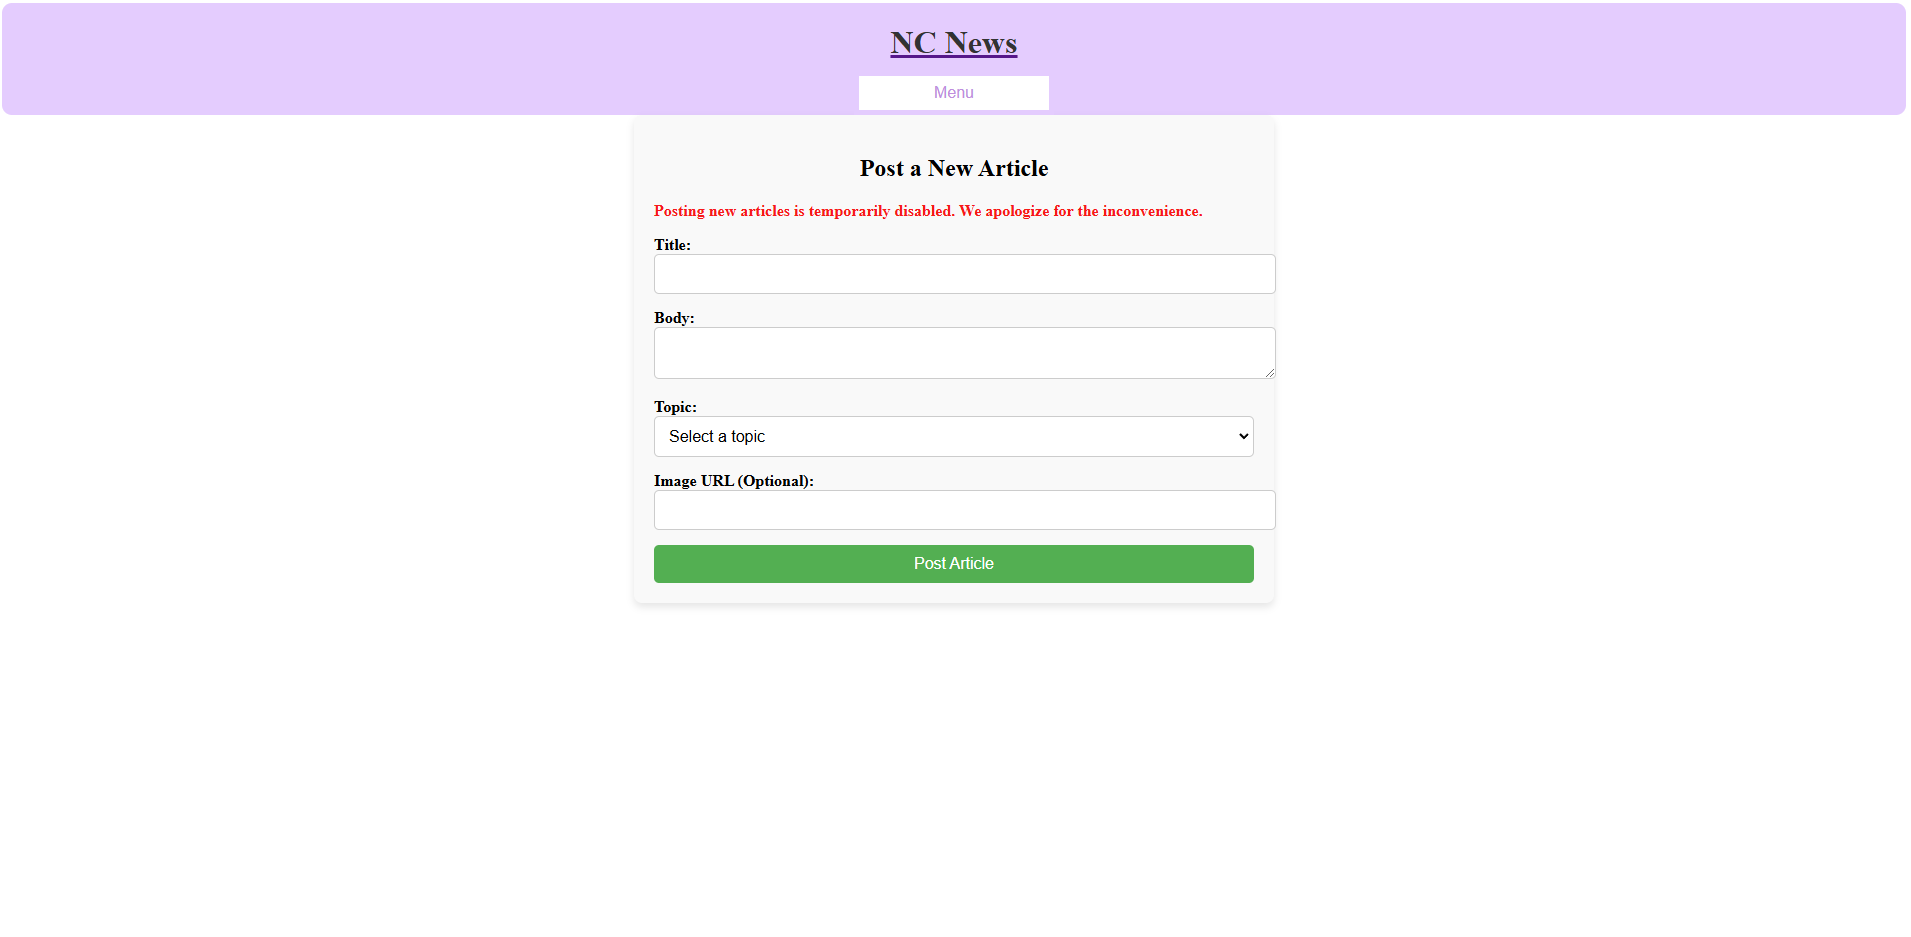 NC News
Menu
Post a New Article
Posting new articles is temporarily disabled. We apologize for the inconvenience.
Title:
Body:
Topic:
Select a topic
Image URL (Optional):
Post Article